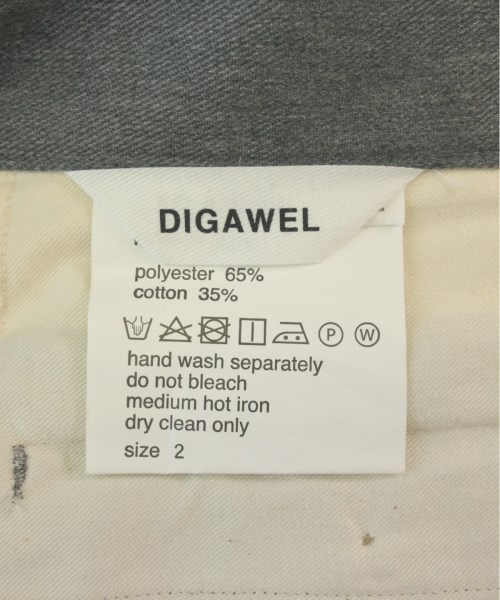 DIGAWEL
polyester 65%
cotton 35%
P W
hand wash separately
do not bleach
medium hot iron
dry clean only
size 2